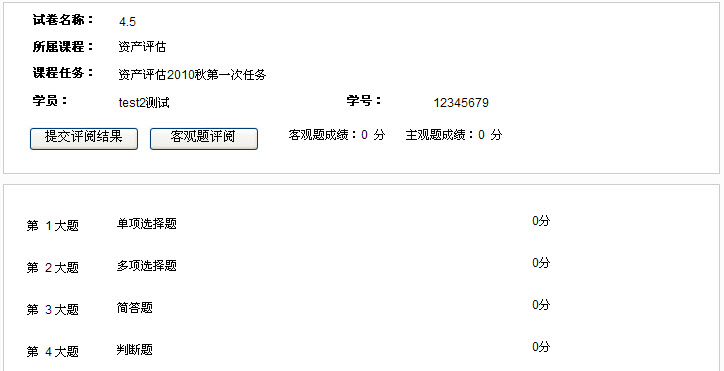 试卷名称： 4.5
所属课程： 资产评估
课程任务： 资产评估2010秋第一次任务
学员： test2测试 学号： 12345679
提交评阅结果 客观题评阅 客观题成绩：0 分 主观题成绩：0 分
第 1 大题 单项选择题 0分
第 2 大题 多项选择题 0分
第 3 大题 简答题 0分
第 4 大题 判断题 0分